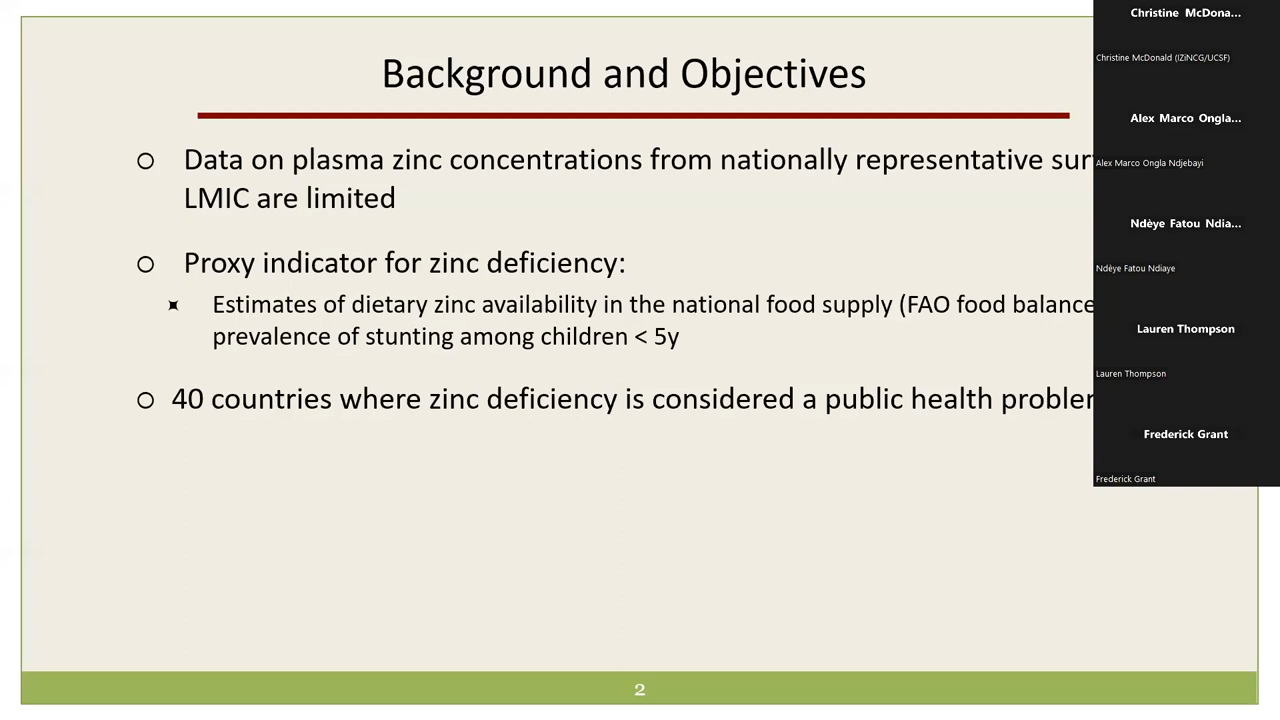 Background and Objectives
Data on plasma zinc concentrations from nationally representative
LMIC are limited
Proxy indicator for zinc deficiency:
Estimates of dietary zinc availability in the national food supply (FAO food balance
prevalence of stunting among children < 5y
40 countries where zinc deficiency is considered a public health
2
Christine McDona...
Christine McDonald (IZiNCG/UCSF)
Alex Marco Ongla...
Alex Marco Ongla Ndjebayi
Ndèye Fatou Ndia...
Ndèye Fatou Ndiaye
Lauren Thompson
Lauren Thompson
Frederick Grant
Frederick Grant